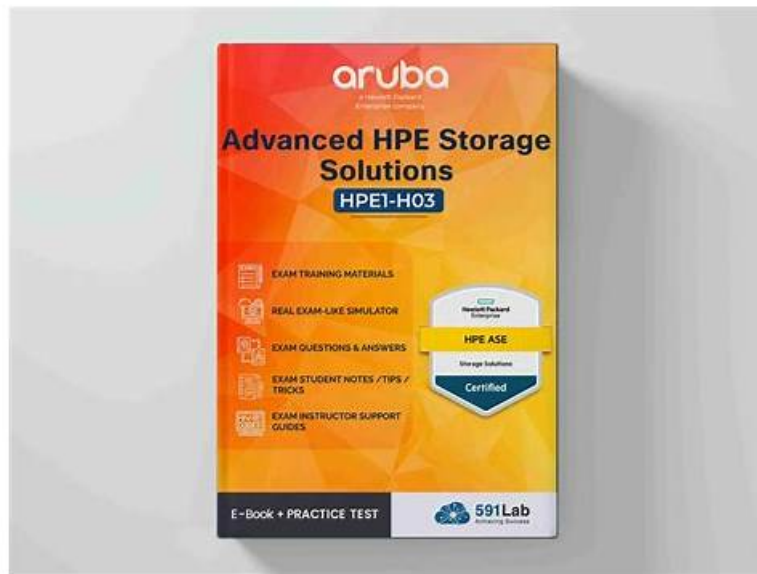 aruba
a Hewlett Packard
Enterprise company
Advanced HPE Storage
Solutions
HPE1-H03
EXAM TRAINING MATERIALS
REAL EXAM-LIKE SIMULATOR
EXAM QUESTIONS & ANSWERS
EXAM STUDENT NOTES / TIPS /
TRICKS
EXAM INSTRUCTOR SUPPORT
GUIDES
Hewlett Packard
Enterprise
HPE ASE
Storage Solutions
Certified
E-Book + PRACTICE TEST
591Lab
Achieving Success